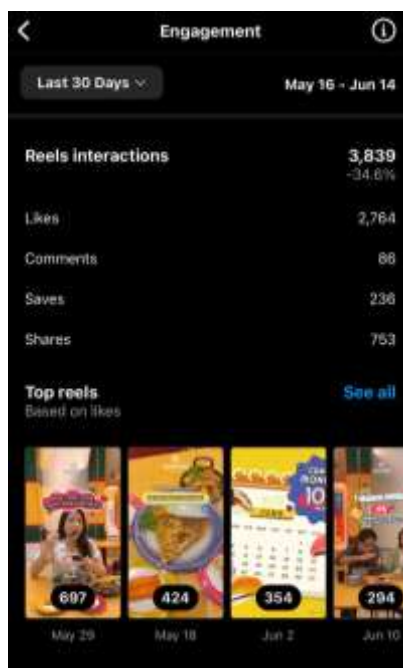 Engagement
Last 30 Days
May 16 - Jun 14
Reels interactions 3,839
-34.6%
Likes 2,764
Comments 86
Saves 236
Shares 753
Top reels See all
Based on likes
JUNE
10
697 424 354 294
May 29 May 18 Jun 2 Jun 10